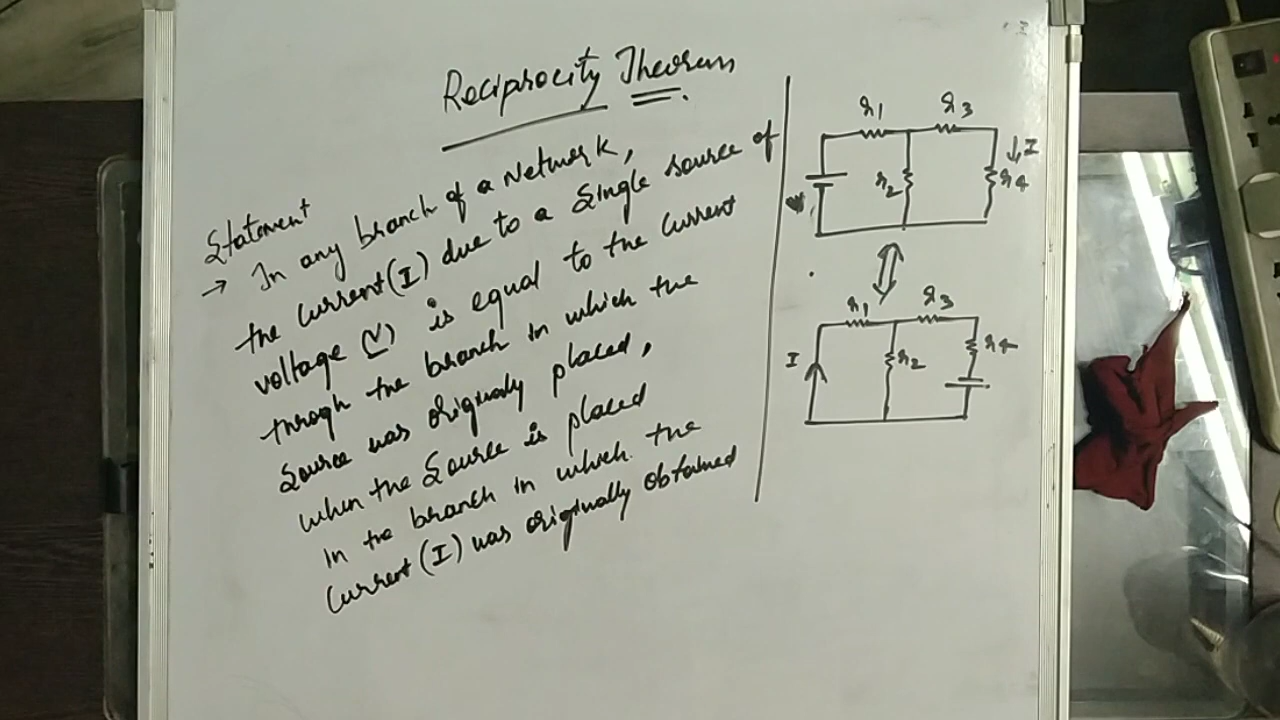 Reciprocity Theorem
Statement
→ In any branch of a Network,
the current(I) due to a Single source of
voltage (V) is equal to the current
throgh the branch in which the
Source was originally placed,
when the Source is placed
in the branch in which the
Current (I) was originally obtained
r1 r3
↓I
r2 r4
r1 r3
I r2 r4